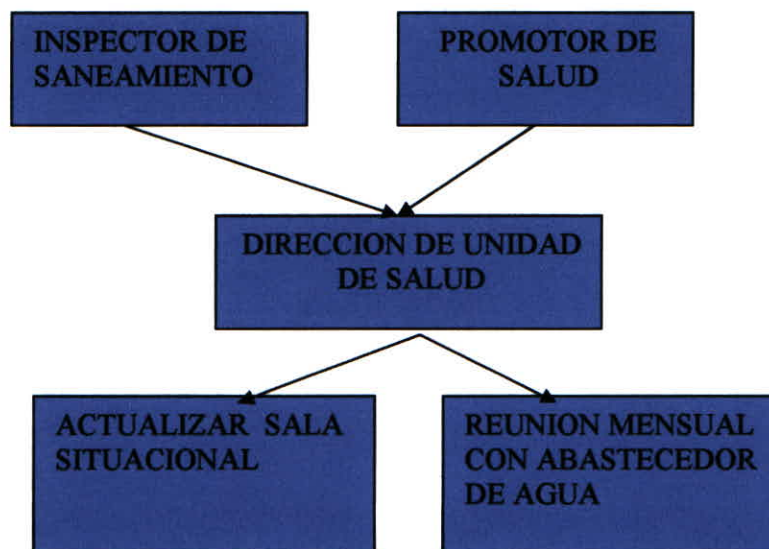 INSPECTOR DE
SANEAMIENTO
PROMOTOR DE
SALUD
DIRECCION DE UNIDAD
DE SALUD
ACTUALIZAR SALA
SITUACIONAL
REUNION MENSUAL
CON ABASTECEDOR
DE AGUA